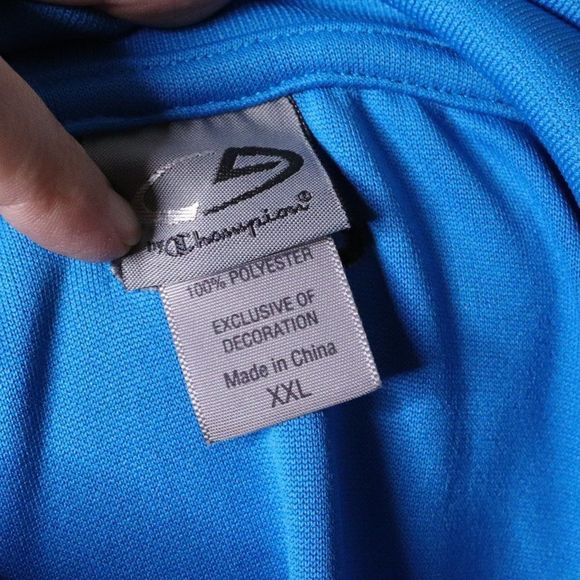 by Champion®
100% POLYESTER
EXCLUSIVE OF
DECORATION
Made in China
XXL